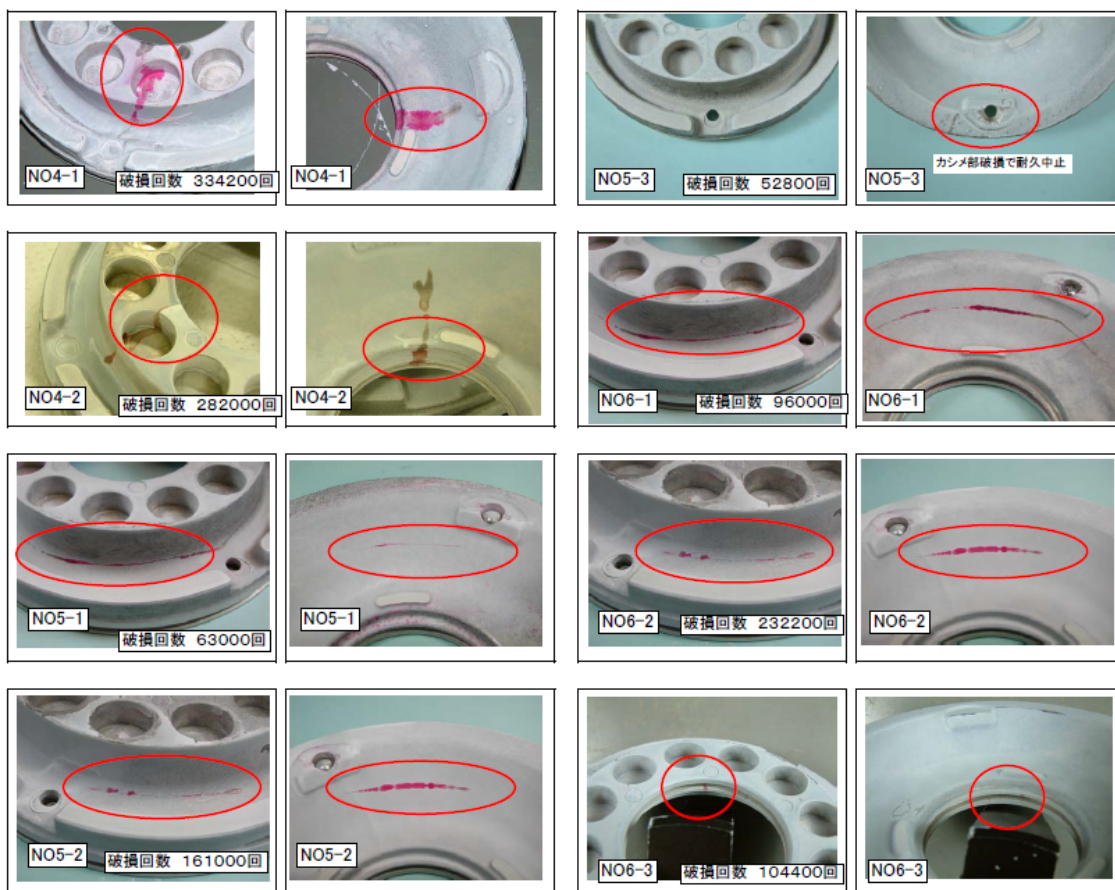 NO4-1
破損回数 334200回
NO4-1
NO5-3
破損回数 52800回
カシメ部破損で耐久中止
NO5-3
NO4-2
破損回数 282000回
NO4-2
NO6-1
破損回数 96000回
NO6-1
NO5-1
破損回数 63000回
NO5-1
NO6-2
破損回数 232200回
NO6-2
NO5-2
破損回数 161000回
NO5-2
NO6-3
破損回数 104400回
NO6-3